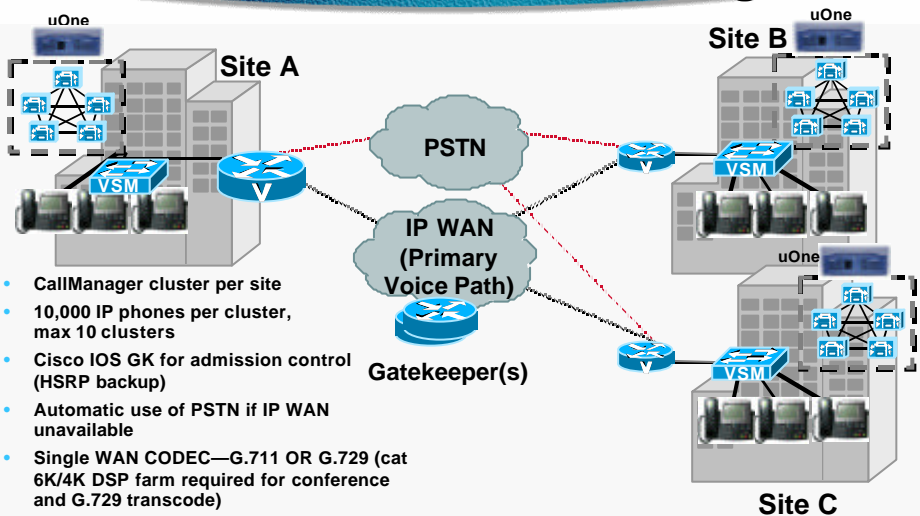 uOne
uOne
Site B
Site A
PSTN
V
VSM
V
VSM
IP WAN
(Primary
Voice Path)
uOne
• CallManager cluster per site
• 10,000 IP phones per cluster,
max 10 clusters
• Cisco IOS GK for admission control
(HSRP backup)
• Automatic use of PSTN if IP WAN
unavailable
• Single WAN CODEC—G.711 OR G.729 (cat
6K/4K DSP farm required for conference
and G.729 transcode)
Gatekeeper(s)
V
VSM
Site C